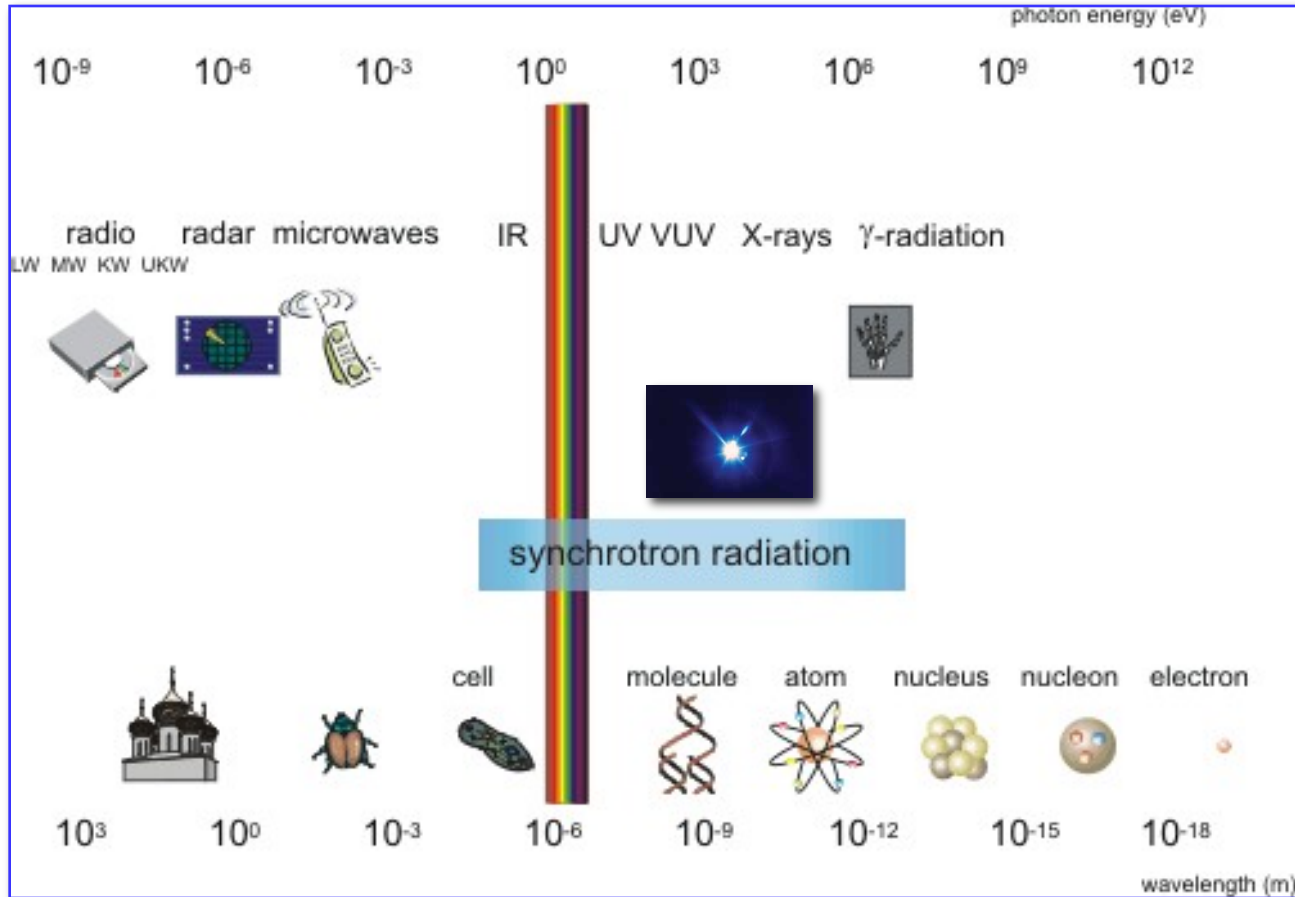 photon energy (eV)
10⁻⁹ 10⁻⁶ 10⁻³ 10⁰ 10³ 10⁶ 10⁹ 10¹²
radio radar microwaves IR UV VUV X-rays γ-radiation
LW MW KW UKW
synchrotron radiation
cell molecule atom nucleus nucleon electron
10³ 10⁰ 10⁻³ 10⁻⁶ 10⁻⁹ 10⁻¹² 10⁻¹⁵ 10⁻¹⁸
wavelength (m)